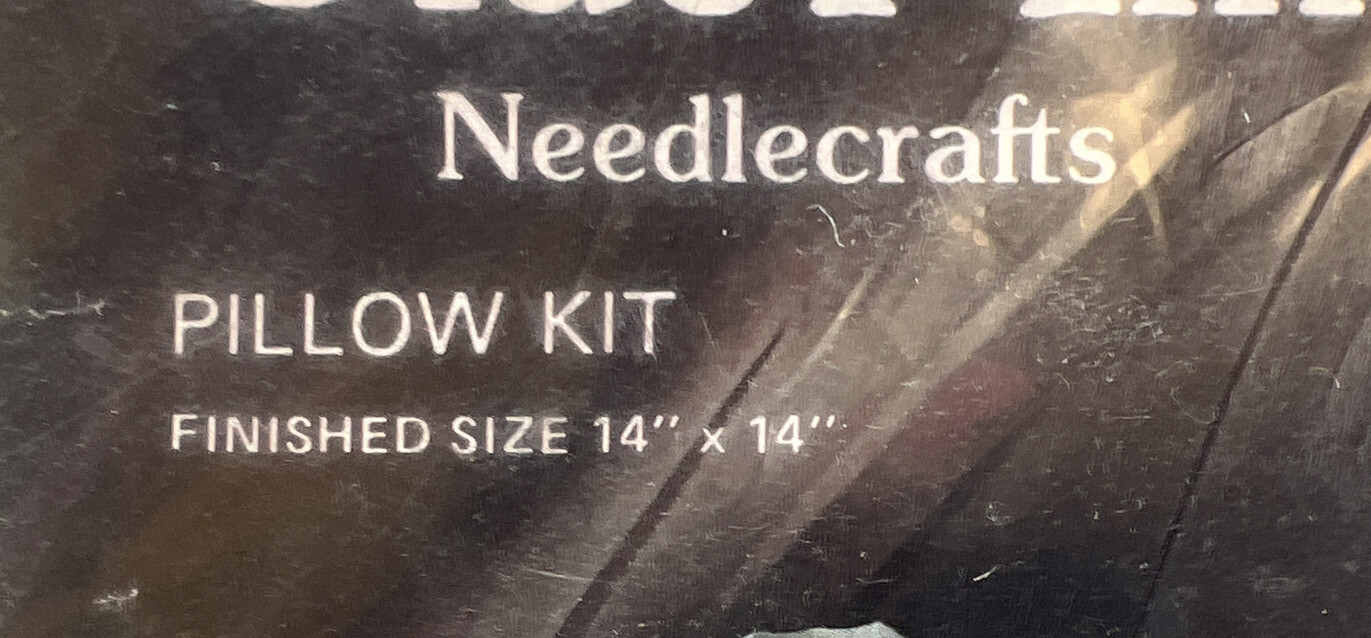 Needlecrafts
PILLOW KIT
FINISHED SIZE 14" x 14"